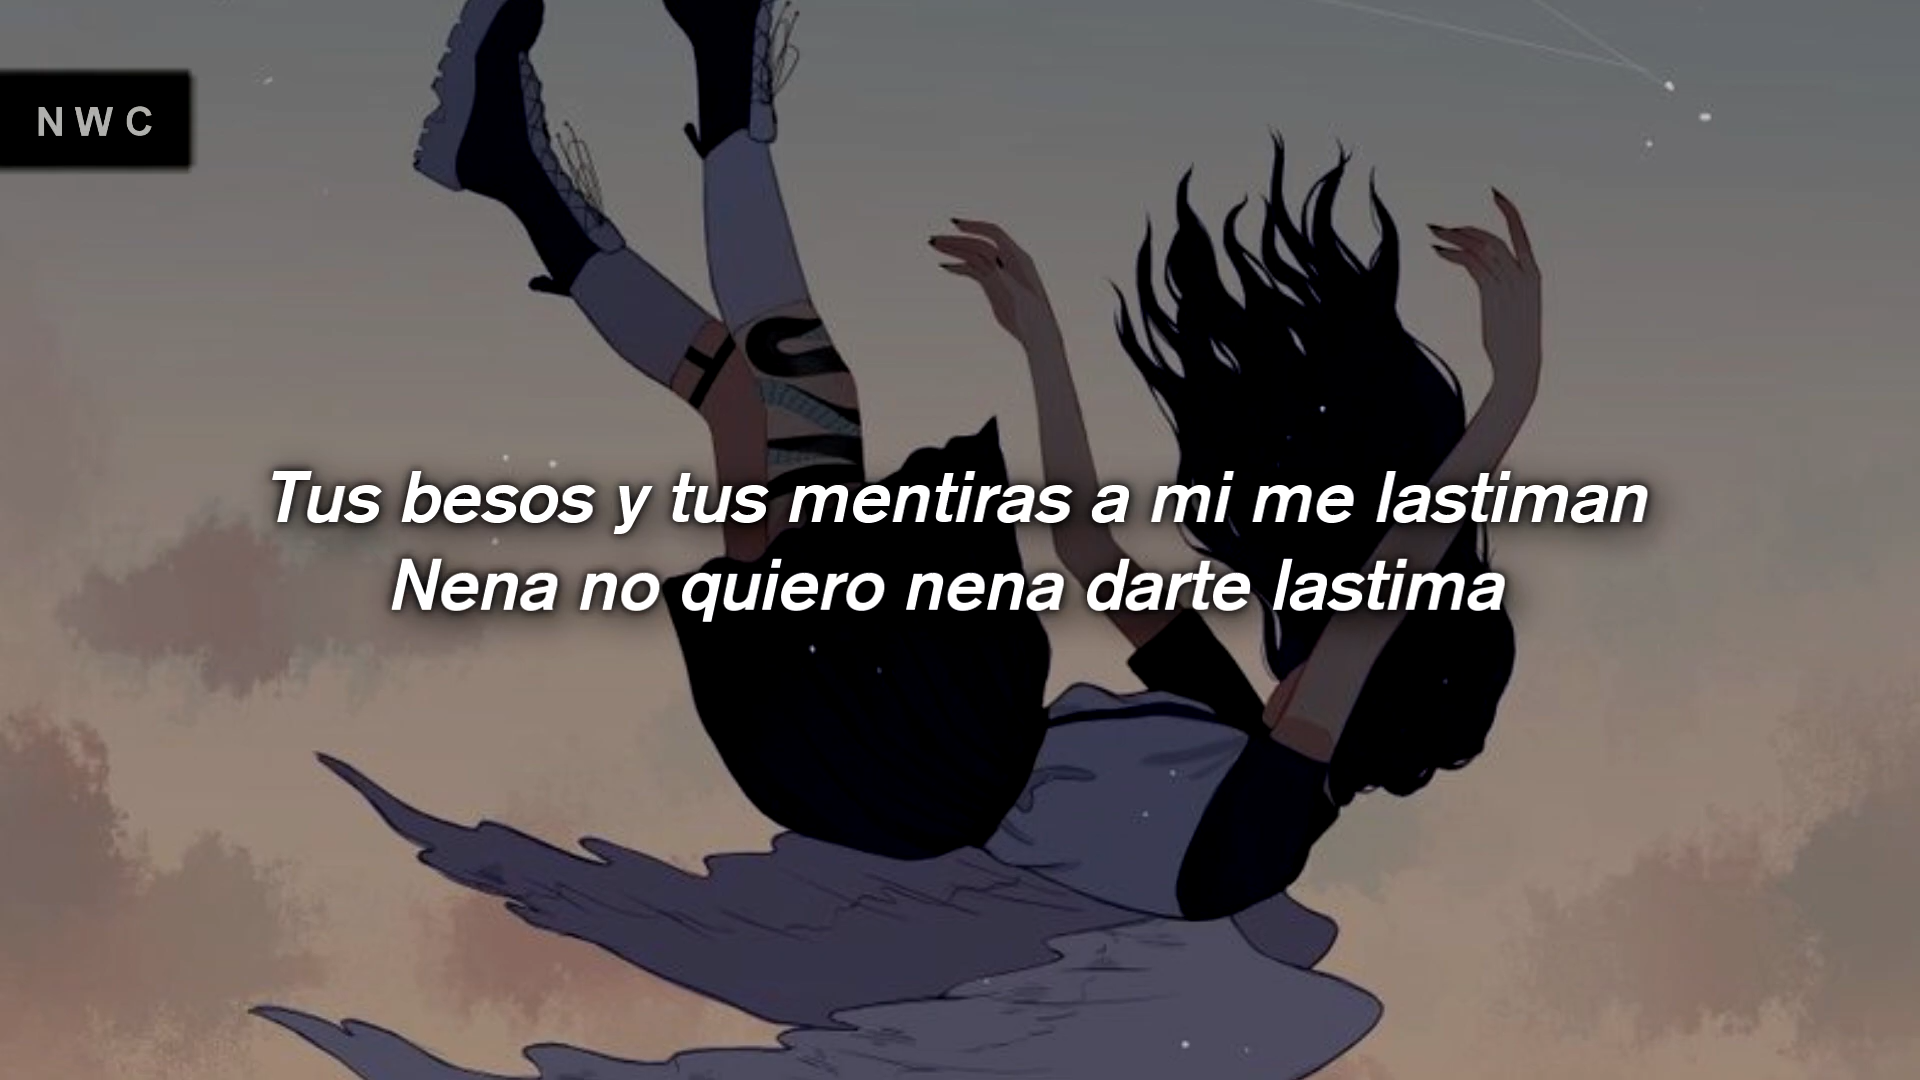 NWC
Tus besos y tus mentiras a mi me lastiman
Nena no quiero nena darte lastima